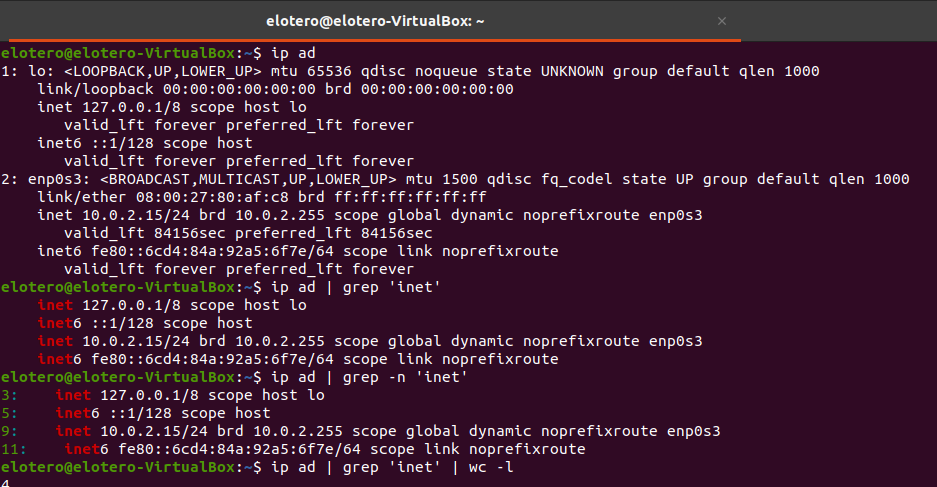 elotero@elotero-VirtualBox: ~ ×
elotero@elotero-VirtualBox:~$ ip ad
1: lo: <LOOPBACK,UP,LOWER_UP> mtu 65536 qdisc noqueue state UNKNOWN group default qlen 1000
    link/loopback 00:00:00:00:00:00 brd 00:00:00:00:00:00
    inet 127.0.0.1/8 scope host lo
       valid_lft forever preferred_lft forever
    inet6 ::1/128 scope host
       valid_lft forever preferred_lft forever
2: enp0s3: <BROADCAST,MULTICAST,UP,LOWER_UP> mtu 1500 qdisc fq_codel state UP group default qlen 1000
    link/ether 08:00:27:80:af:c8 brd ff:ff:ff:ff:ff:ff
    inet 10.0.2.15/24 brd 10.0.2.255 scope global dynamic noprefixroute enp0s3
       valid_lft 84156sec preferred_lft 84156sec
    inet6 fe80::6cd4:84a:92a5:6f7e/64 scope link noprefixroute
       valid_lft forever preferred_lft forever
elotero@elotero-VirtualBox:~$ ip ad | grep 'inet'
    inet 127.0.0.1/8 scope host lo
    inet6 ::1/128 scope host
    inet 10.0.2.15/24 brd 10.0.2.255 scope global dynamic noprefixroute enp0s3
    inet6 fe80::6cd4:84a:92a5:6f7e/64 scope link noprefixroute
elotero@elotero-VirtualBox:~$ ip ad | grep -n 'inet'
3:    inet 127.0.0.1/8 scope host lo
5:    inet6 ::1/128 scope host
9:    inet 10.0.2.15/24 brd 10.0.2.255 scope global dynamic noprefixroute enp0s3
11:    inet6 fe80::6cd4:84a:92a5:6f7e/64 scope link noprefixroute
elotero@elotero-VirtualBox:~$ ip ad | grep 'inet' | wc -l
4